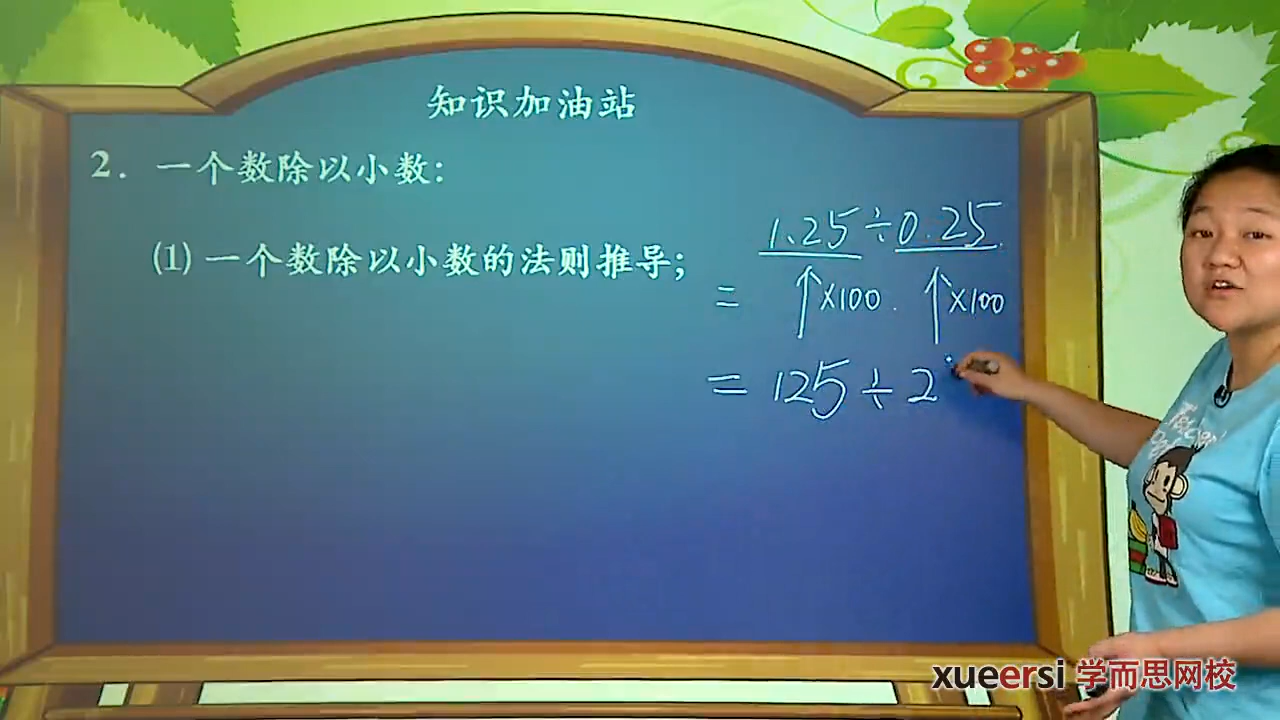 知识加油站
2. 一个数除以小数：
⑴ 一个数除以小数的法则推导；
1.25÷0.25
= ↑×100. ↑×100
= 125÷2
xueersi 学而思网校